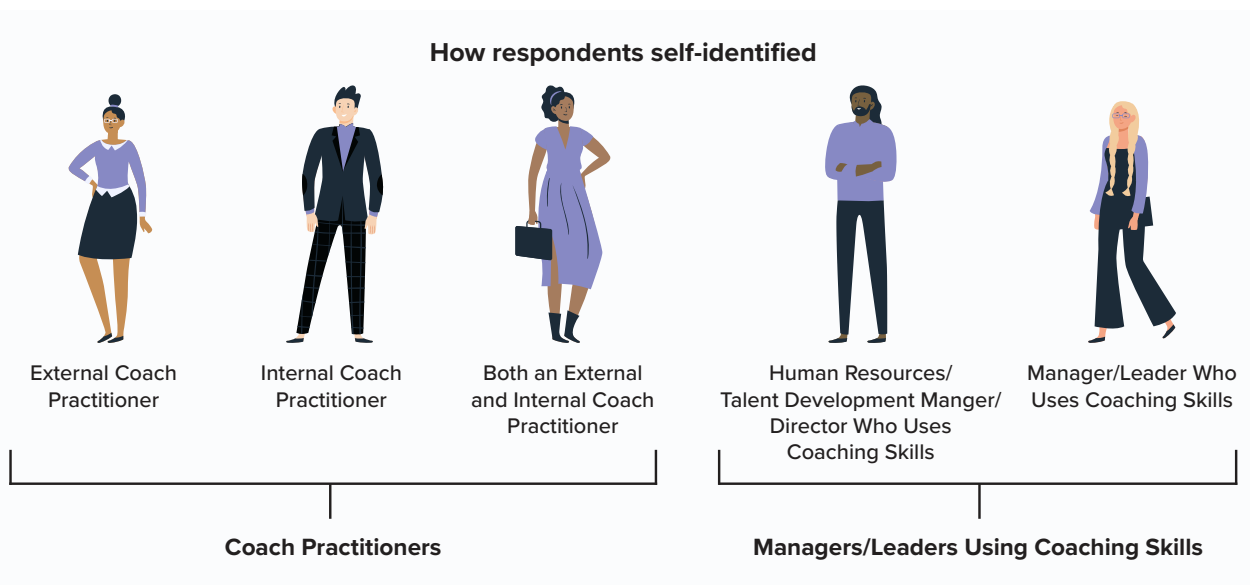 How respondents self-identified
External Coach
Practitioner
Internal Coach
Practitioner
Both an External
and Internal Coach
Practitioner
Human Resources/
Talent Development Manger/
Director Who Uses
Coaching Skills
Manager/Leader Who
Uses Coaching Skills
Coach Practitioners
Managers/Leaders Using Coaching Skills